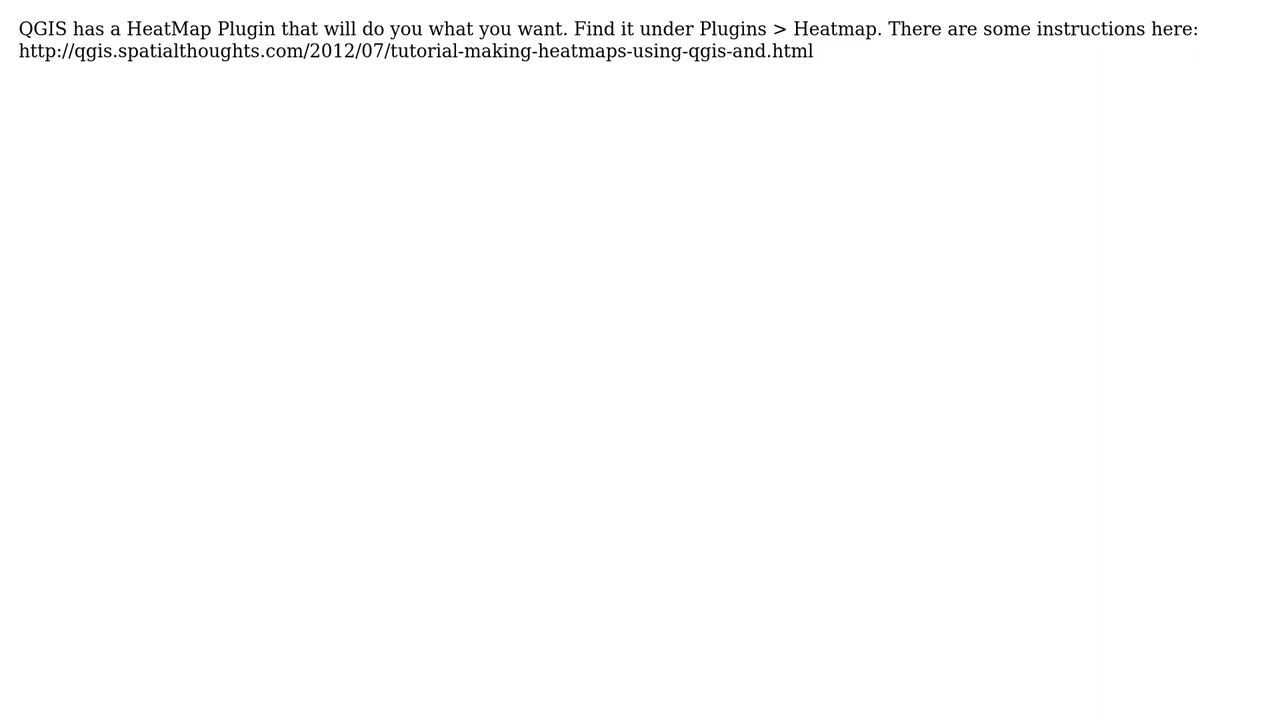 QGIS has a HeatMap Plugin that will do you what you want. Find it under Plugins > Heatmap. There are some instructions here:
http://qgis.spatialthoughts.com/2012/07/tutorial-making-heatmaps-using-qgis-and.html